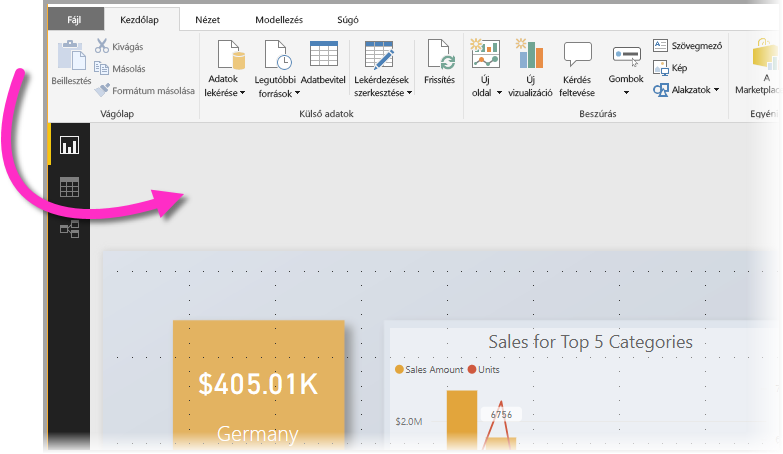 Fájl Kezdőlap Nézet Modellezés Súgó
Beillesztés
Kivágás
Másolás
Formátum másolása
Vágólap
Adatok
lekérése
Legutóbbi
források
Adatbevitel
Lekérdezések
szerkesztése
Külső adatok
Frissítés
Új
oldal
Új
vizualizáció
Kérdés
feltevése
Gombok
Szövegmező
Kép
Alakzatok
Beszúrás
A
Marketplac
Egyéni
$405.01K
Germany
Sales for Top 5 Categories
Sales Amount Units
$2.0M
6756